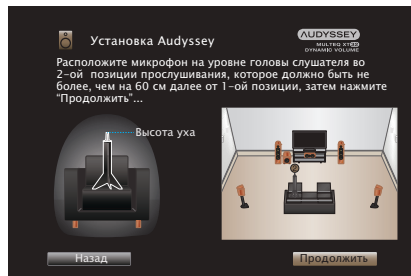 Установка Audyssey
AUDYSSEY
MULTEQ XT32
DYNAMIC VOLUME
Расположите микрофон на уровне головы слушателя во
2-ой позиции прослушивания, которое должно быть не
более, чем на 60 см далее от 1-ой позиции, затем нажмите
“Продолжить”...
Высота уха
Назад
Продолжить